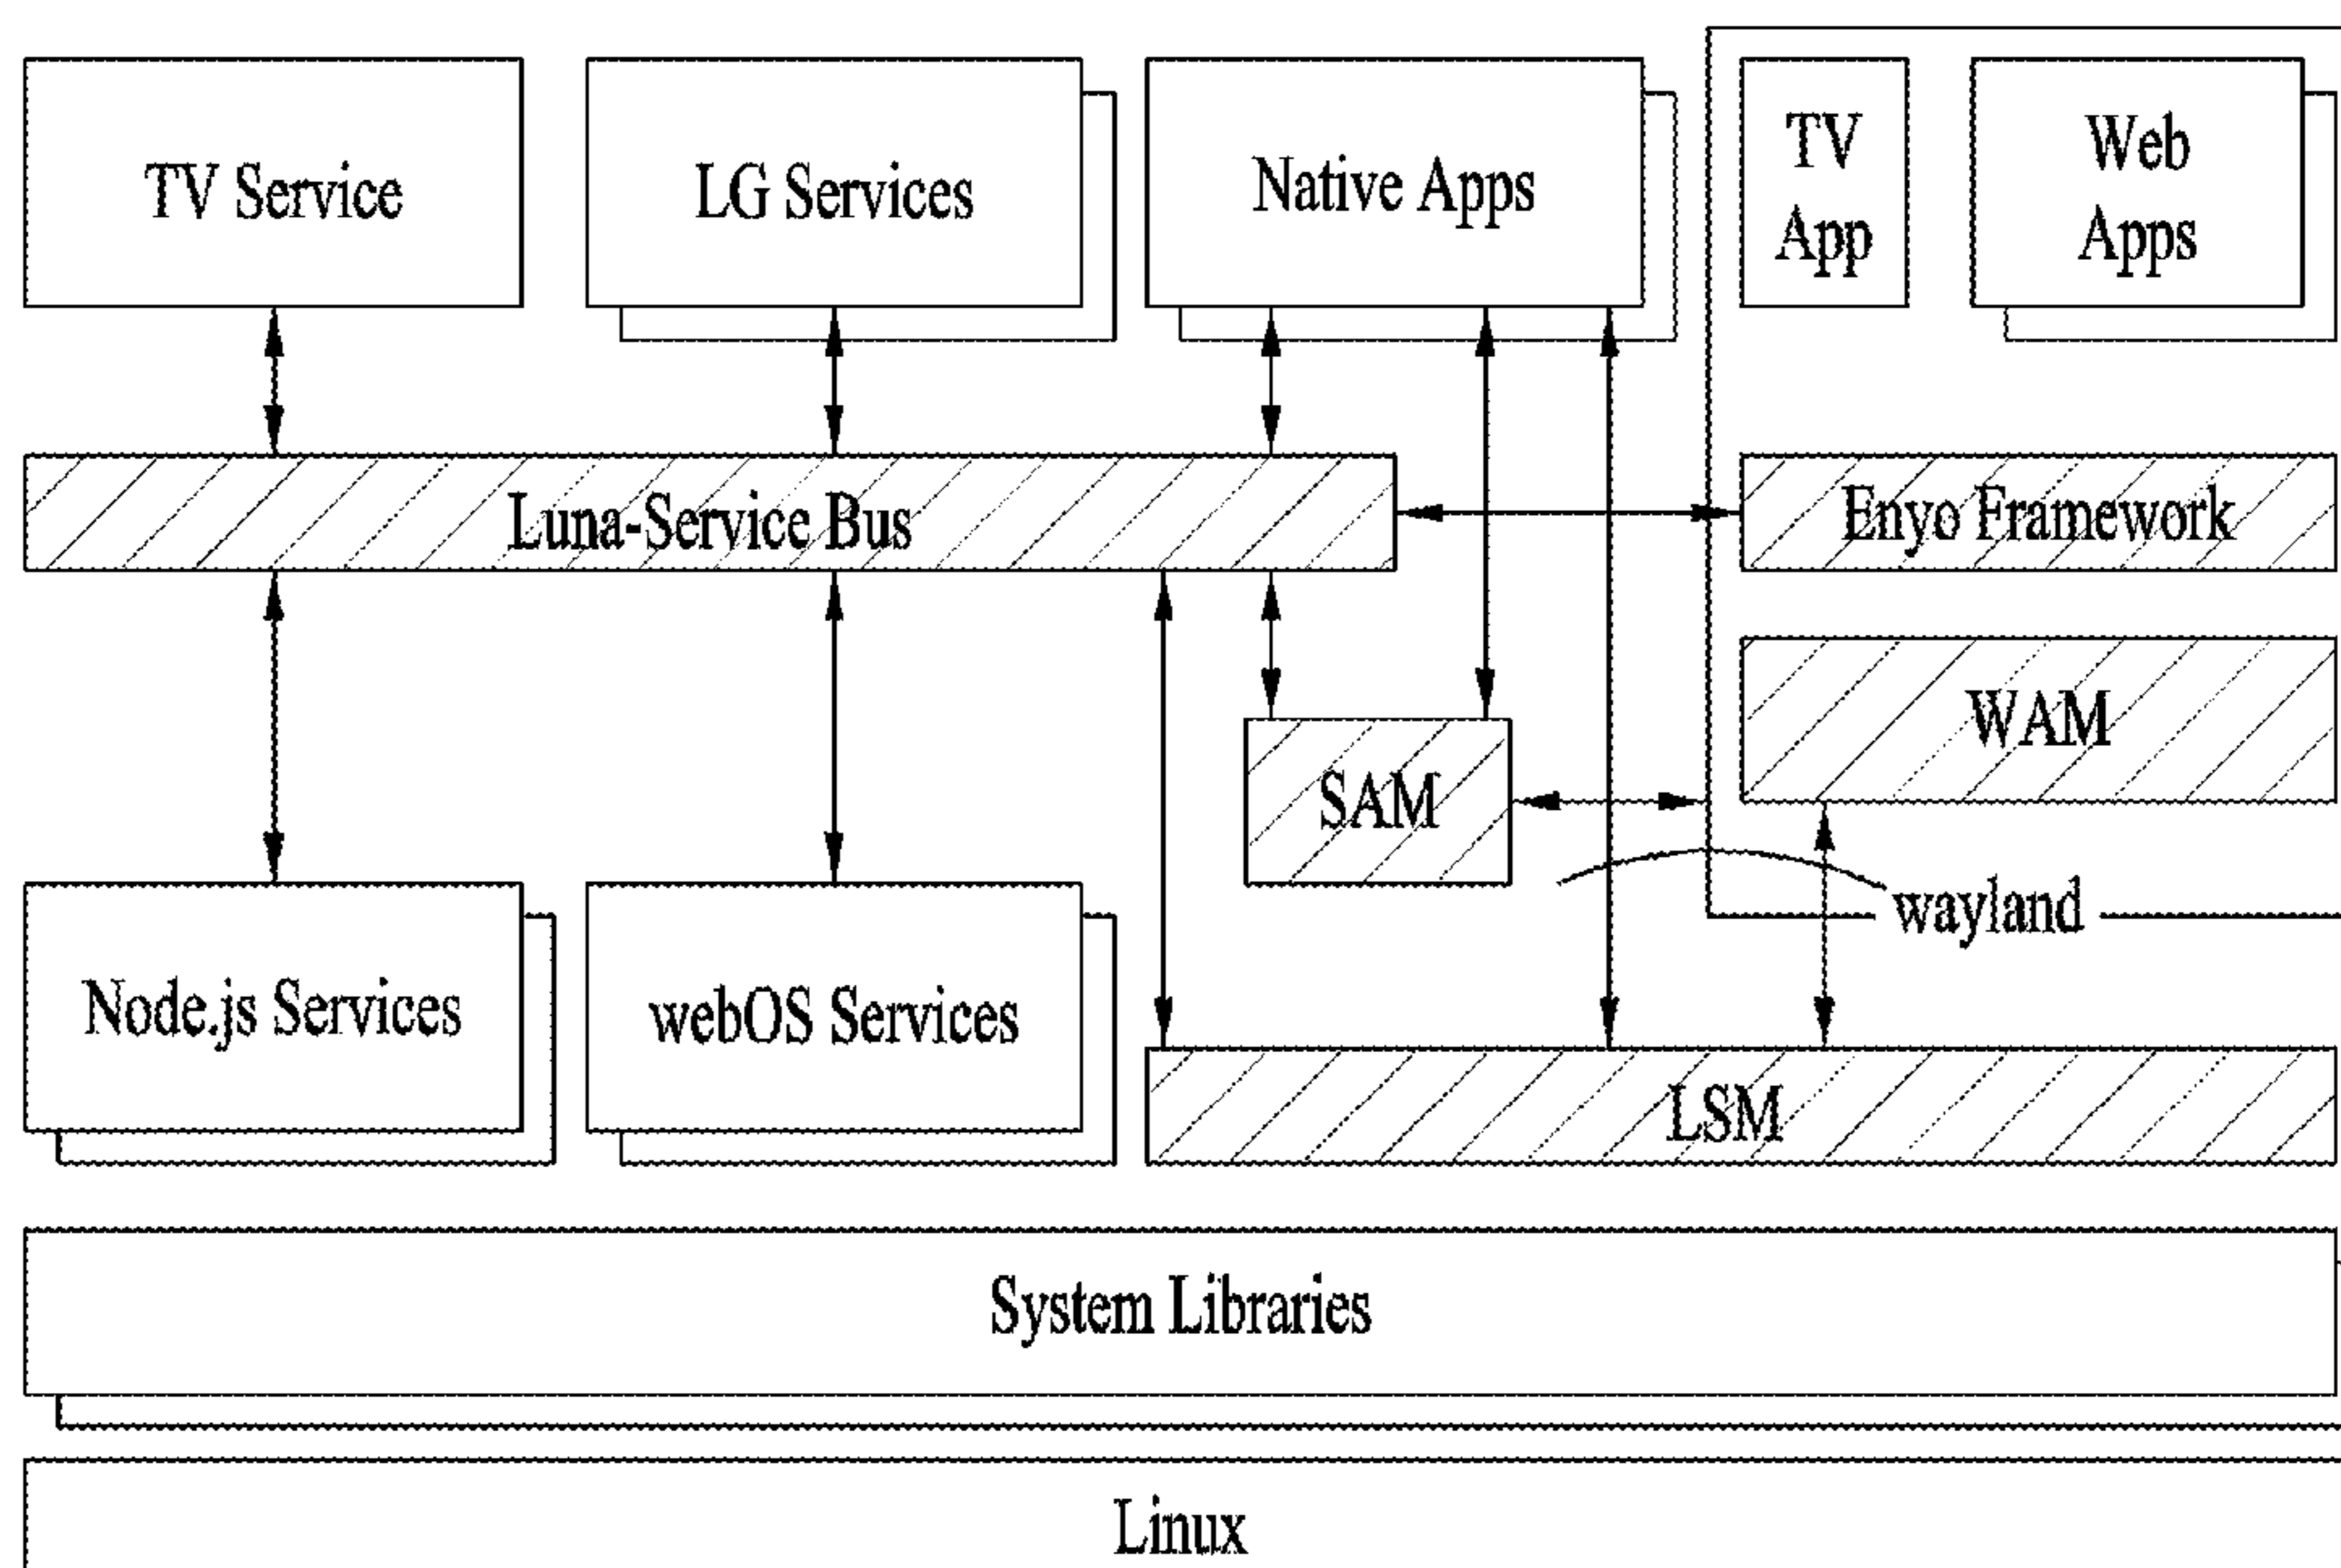 TV Service
LG Services
Native Apps
TV
App
Web
Apps
Luna-Service Bus
Enyo Framework
WAM
SAM
wayland
Node.js Services
webOS Services
LSM
System Libraries
Linux